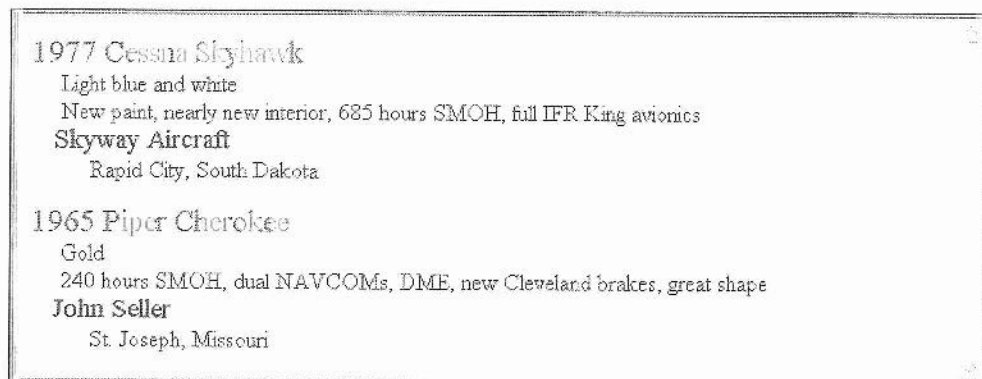 1977 Cessna Skyhawk
Light blue and white
New paint, nearly new interior, 685 hours SMOH, full IFR King avionics
Skyway Aircraft
Rapid City, South Dakota
1965 Piper Cherokee
Gold
240 hours SMOH, dual NAVCOMs, DME, new Cleveland brakes, great shape
John Seller
St. Joseph, Missouri